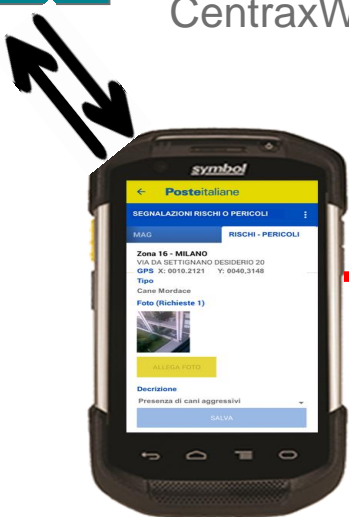 CentraxW
symbol
← Posteitaliane
SEGNALAZIONI RISCHI O PERICOLI
MAG RISCHI - PERICOLI
Zona 16 - MILANO
VIA DA SETTIGNANO DESIDERIO 20
GPS X: 0010.2121 Y: 0040,3148
Tipo
Cane Mordace
Foto (Richieste 1)
ALLEGA FOTO
Decrizione
Presenza di cani aggressivi
SALVA